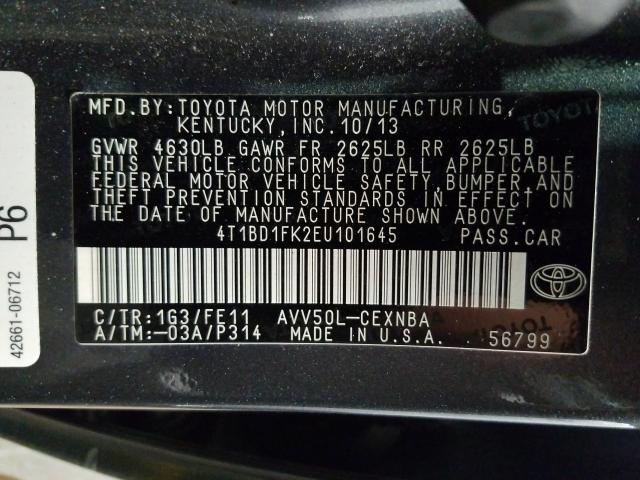 MFD.BY:TOYOTA MOTOR MANUFACTURING,
KENTUCKY,INC.10/13
GVWR 4630LB GAWR FR 2625LB RR 2625LB
THIS VEHICLE CONFORMS TO ALL APPLICABLE
FEDERAL MOTOR VEHICLE SAFETY,BUMPER,AND
THEFT PREVENTION STANDARDS IN EFFECT ON
THE DATE OF MANUFACTURE SHOWN ABOVE.
4T1BD1FK2EU101645 PASS.CAR
C/TR:1G3/FE11 AVV50L-CEXNBA
A/TM:-03A/P314 MADE IN U.S.A. 56799
TOYOTA
TOYOTA
P6
42661-06712